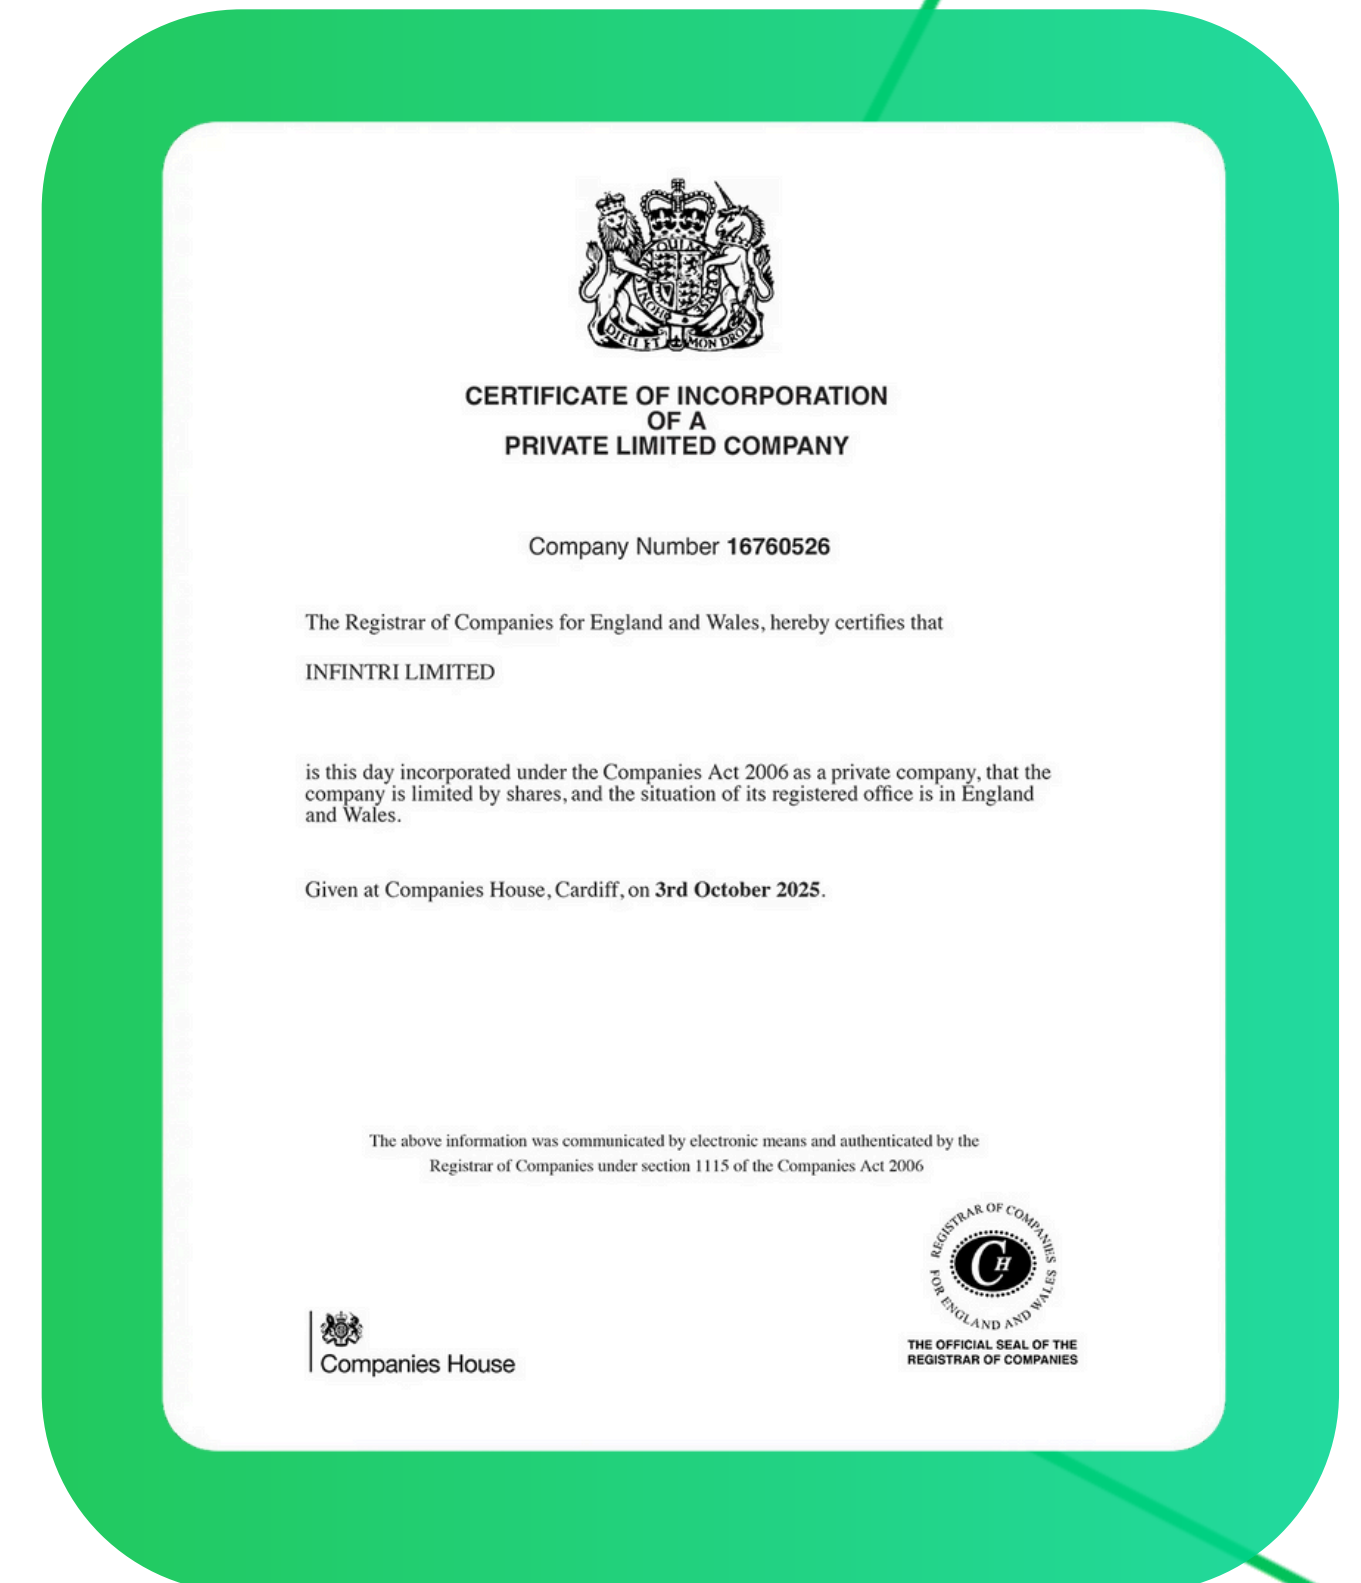 QUI
HONI
DIEU ET MON DROIT
CERTIFICATE OF INCORPORATION
OF A
PRIVATE LIMITED COMPANY
Company Number 16760526
The Registrar of Companies for England and Wales, hereby certifies that
INFINTRI LIMITED
is this day incorporated under the Companies Act 2006 as a private company, that the
company is limited by shares, and the situation of its registered office is in England
and Wales.
Given at Companies House, Cardiff, on 3rd October 2025.
The above information was communicated by electronic means and authenticated by the
Registrar of Companies under section 1115 of the Companies Act 2006
REGISTRAR OF COMPANIES
FOR ENGLAND AND WALES
CH
THE OFFICIAL SEAL OF THE
REGISTRAR OF COMPANIES
Companies House